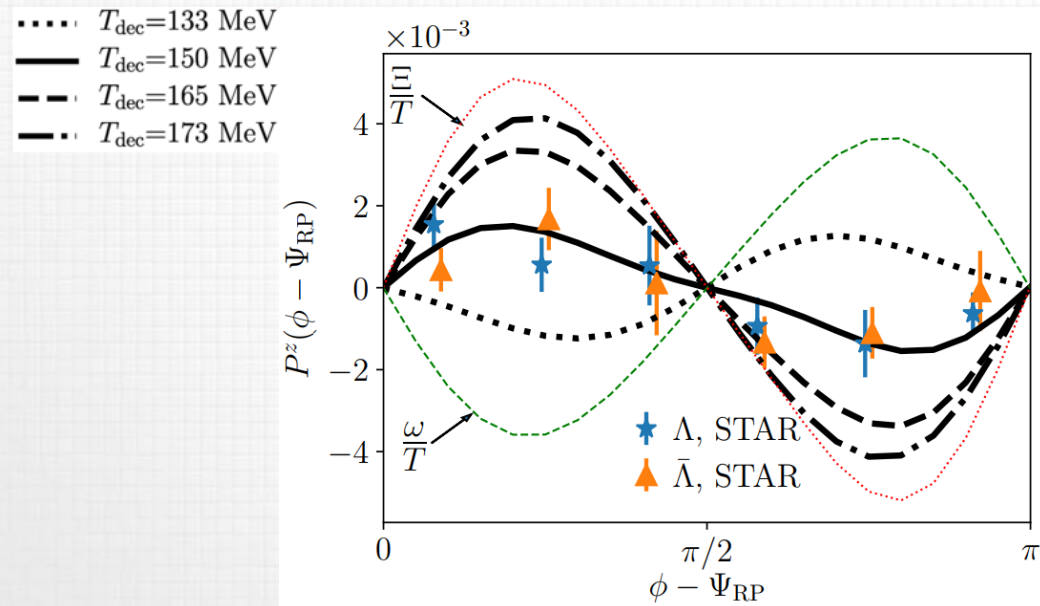 T_dec=133 MeV
T_dec=150 MeV
T_dec=165 MeV
T_dec=173 MeV
×10⁻³
Ξ/T
4
2
0
−2
−4
P^z(ϕ − Ψ_RP)
ω/T
Λ, STAR
Λ̄, STAR
0
π/2
π
ϕ − Ψ_RP